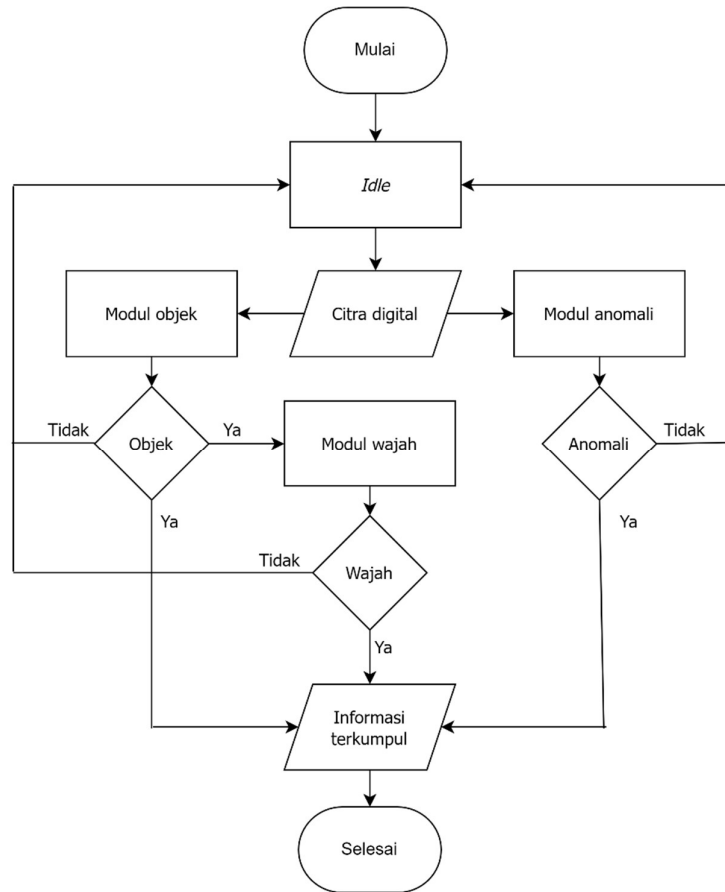 Mulai
Idle
Modul objek
Citra digital
Modul anomali
Tidak
Objek
Ya
Modul wajah
Anomali
Tidak
Ya
Ya
Tidak
Wajah
Ya
Informasi
terkumpul
Selesai